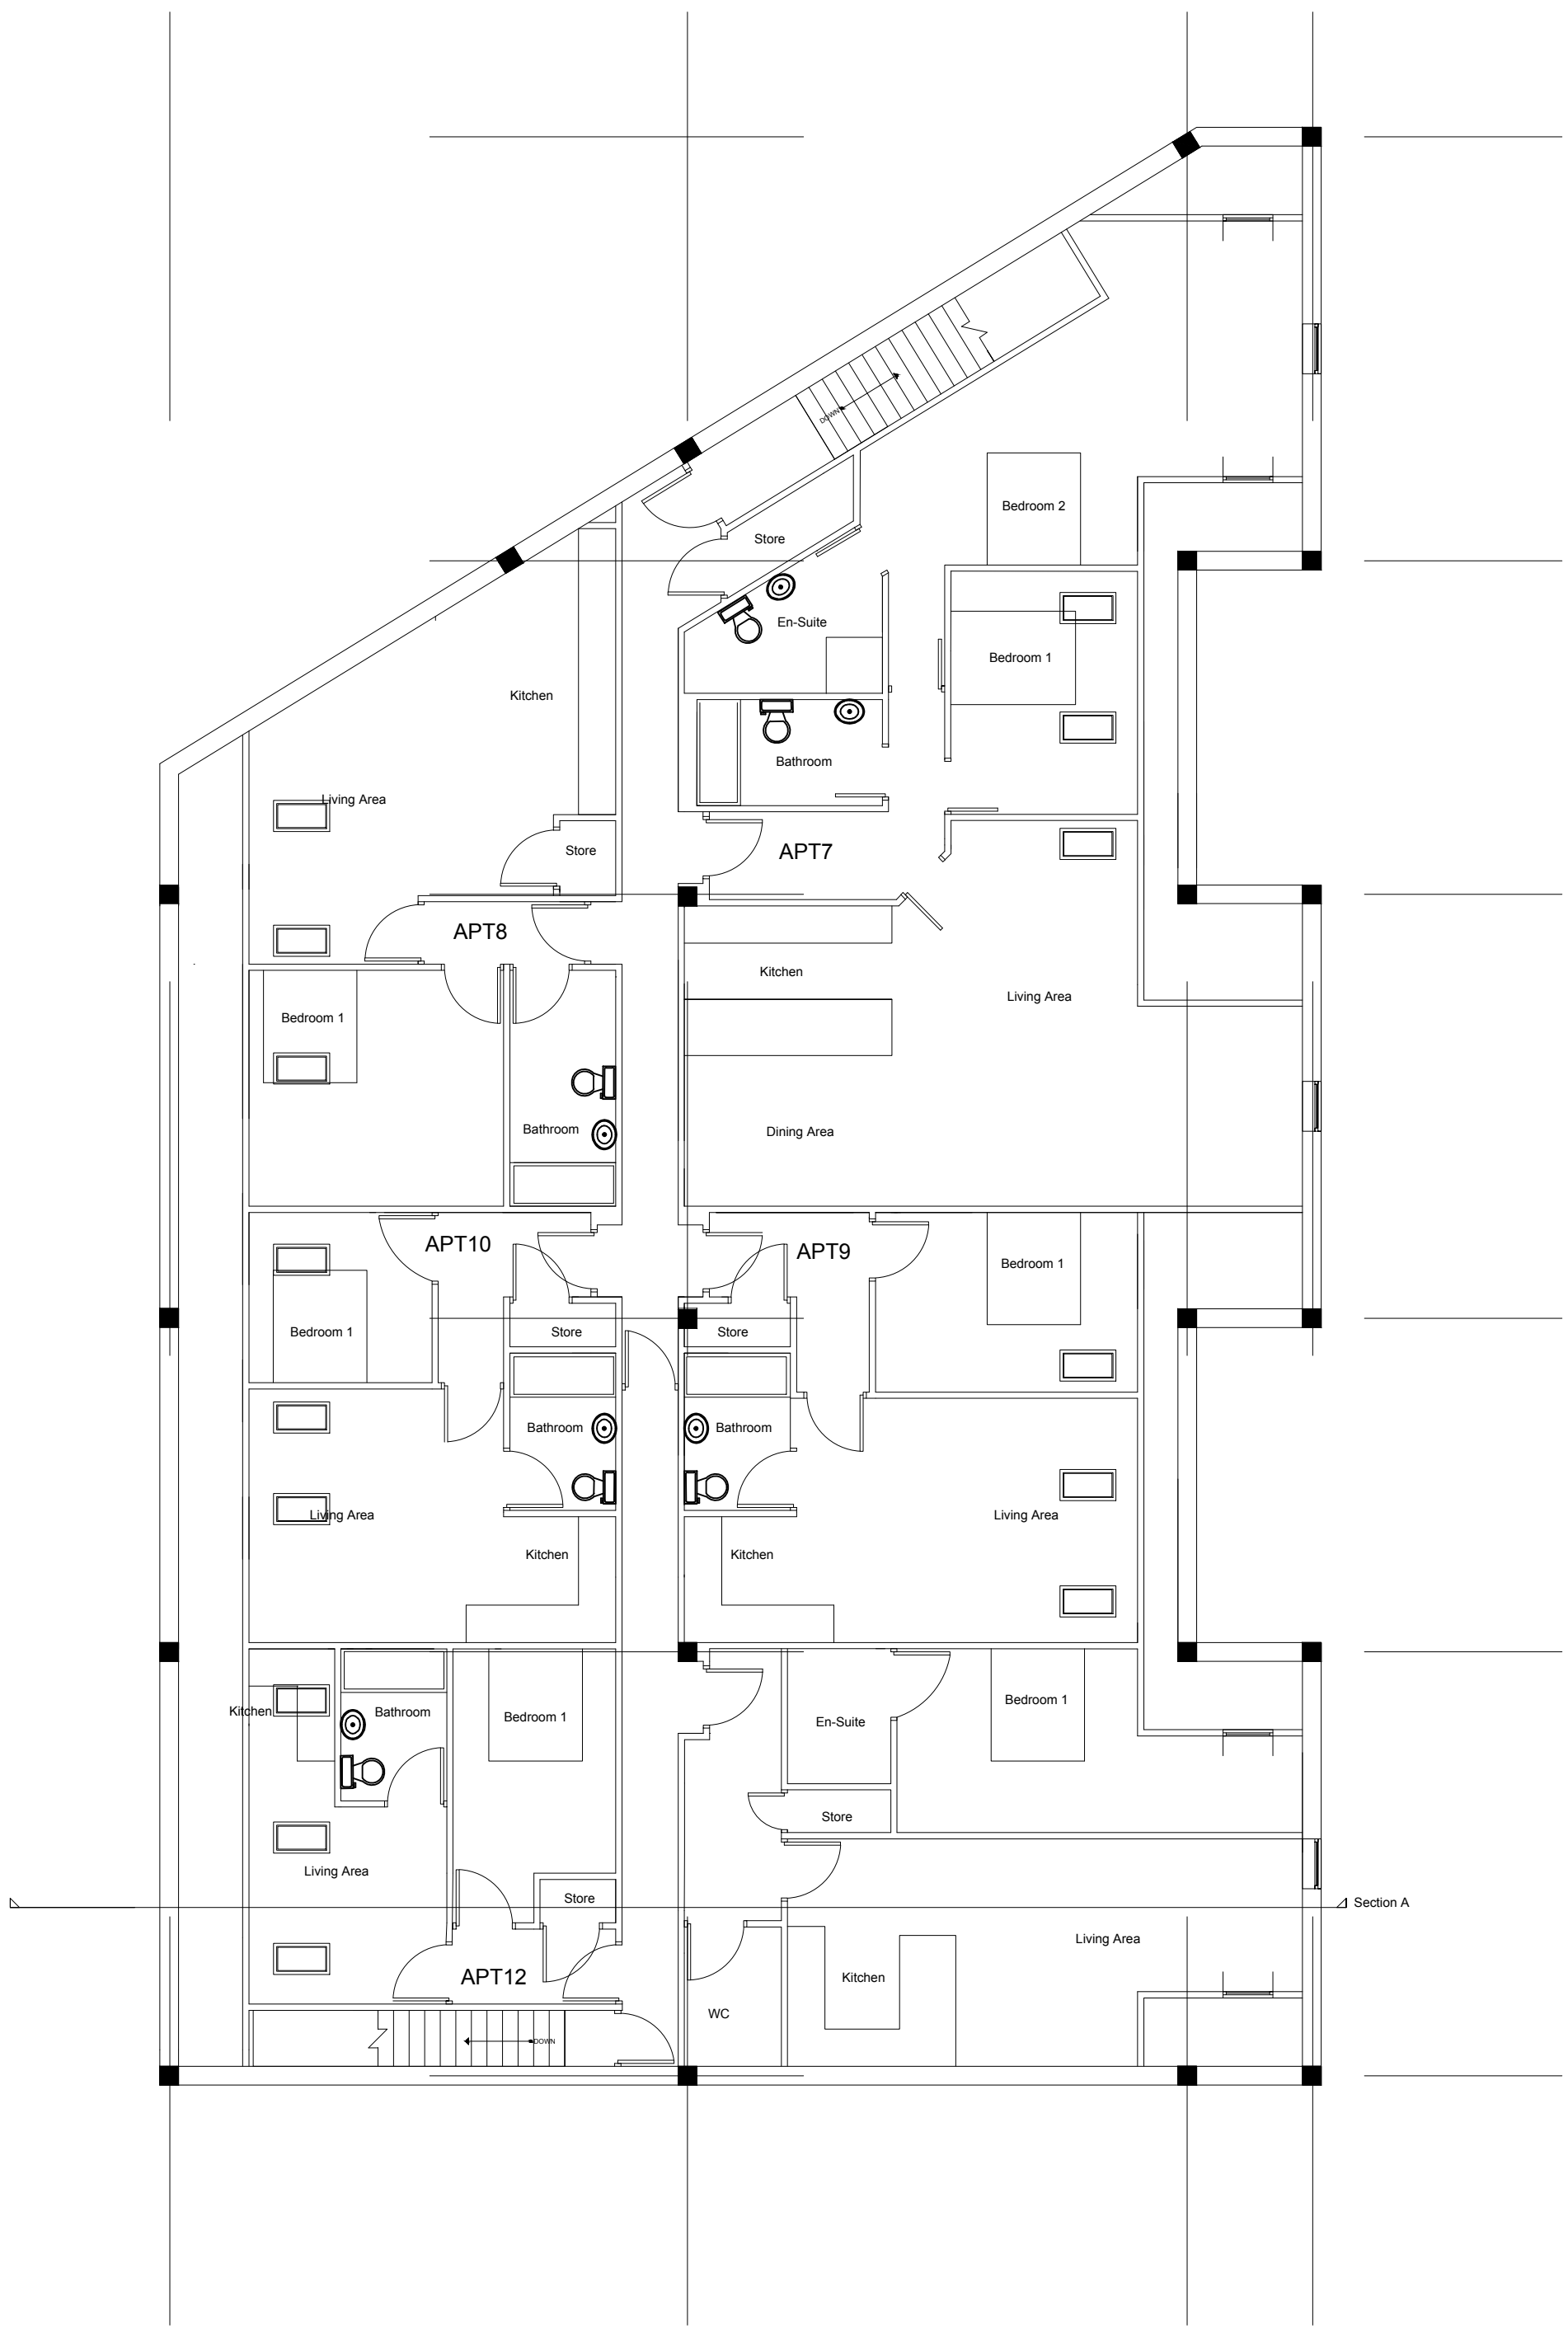 DOWN
Bedroom 2
Store
En-Suite
Bedroom 1
Kitchen
Bathroom
Living Area
Store
APT7
APT8
Kitchen
Living Area
Bedroom 1
Bathroom
Dining Area
APT10
APT9
Bedroom 1
Bedroom 1
Store
Store
Bathroom
Bathroom
Living Area
Living Area
Kitchen
Kitchen
Bedroom 1
Kitchen
Bathroom
Bedroom 1
En-Suite
Store
Living Area
Store
Section A
Living Area
APT12
Kitchen
WC
DOWN